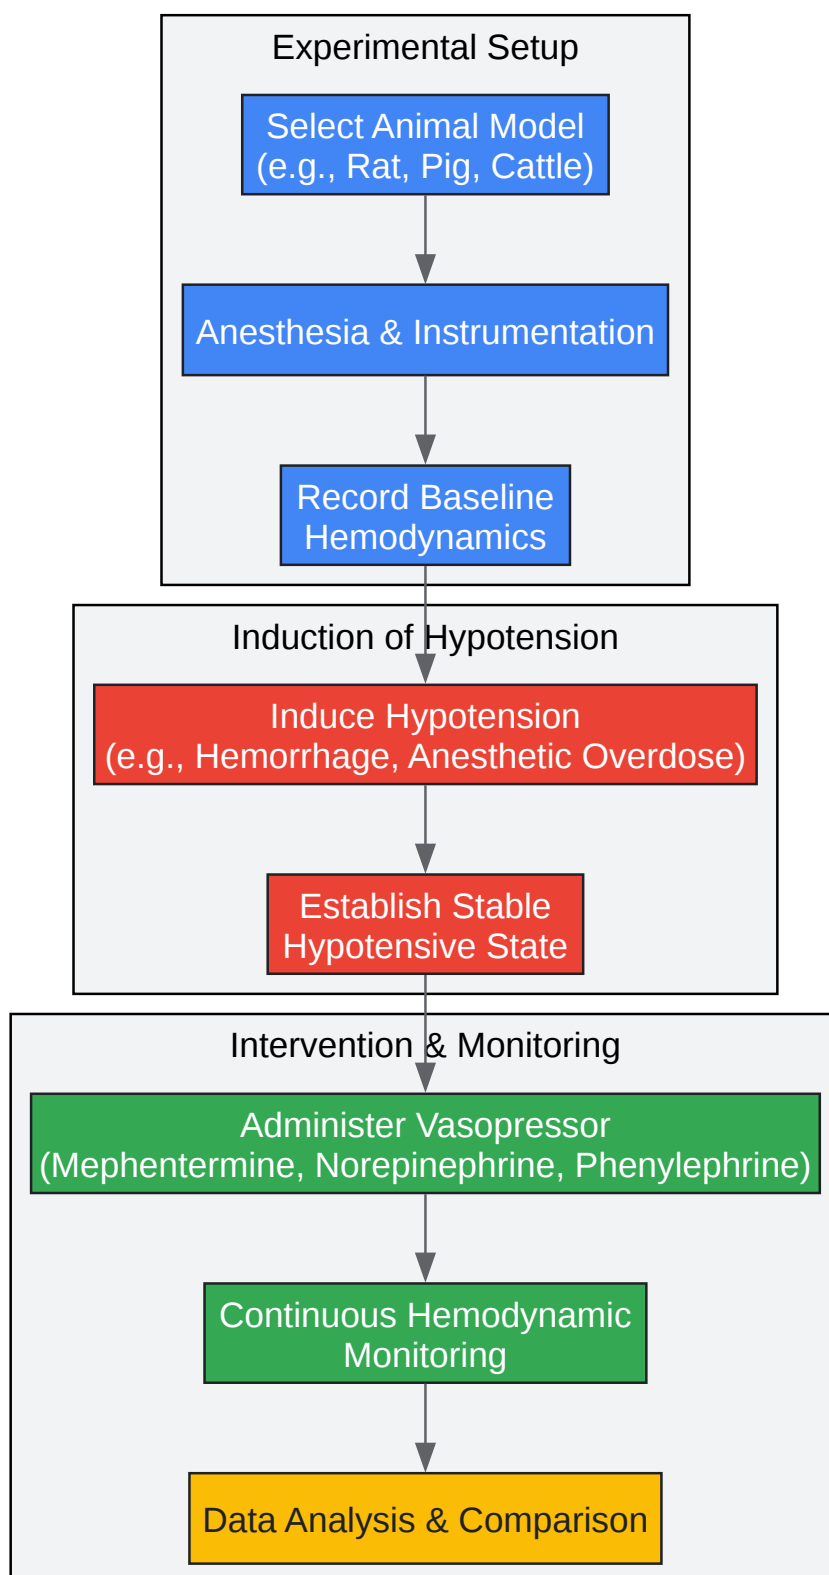 Experimental Setup
Select Animal Model
(e.g., Rat, Pig, Cattle)
Anesthesia & Instrumentation
Record Baseline
Hemodynamics
Induction of Hypotension
Induce Hypotension
(e.g., Hemorrhage, Anesthetic Overdose)
Establish Stable
Hypotensive State
Intervention & Monitoring
Administer Vasopressor
(Mephentermine, Norepinephrine, Phenylephrine)
Continuous Hemodynamic
Monitoring
Data Analysis & Comparison